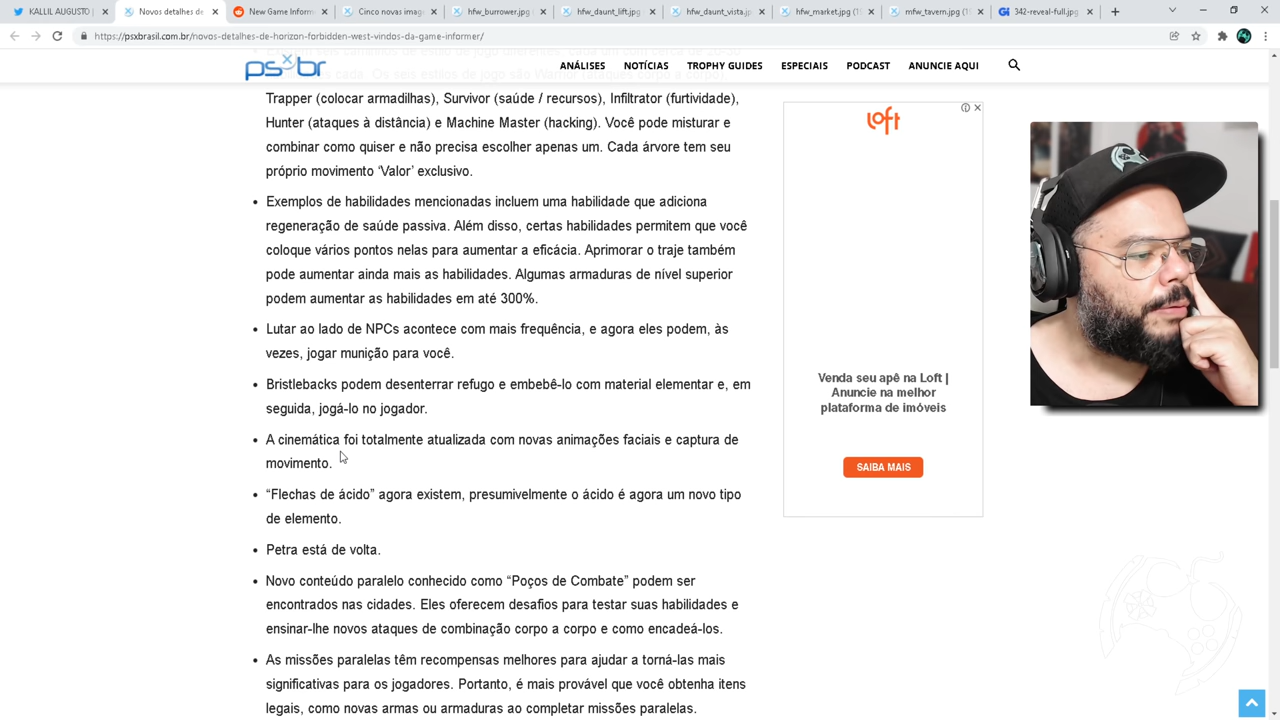 KALLIL AUGUSTO |
Novos detalhes de
New Game Inform
Cinco novas imag
hfw_burrower.jpg (
hfw_daunt_lift.jpg (
hfw_daunt_vista.jp
hfw_market.jpg (19
mfw_tavern.jpg (19
342-reveal-full.jpg
https://psxbrasil.com.br/novos-detalhes-de-horizon-forbidden-west-vindos-da-game-informer/
psxbr
ANÁLISES
NOTÍCIAS
TROPHY GUIDES
ESPECIAIS
PODCAST
ANUNCIE AQUI
Trapper (colocar armadilhas), Survivor (saúde / recursos), Infiltrator (furtividade),
Hunter (ataques à distância) e Machine Master (hacking). Você pode misturar e
combinar como quiser e não precisa escolher apenas um. Cada árvore tem seu
próprio movimento ‘Valor’ exclusivo.
• Exemplos de habilidades mencionadas incluem uma habilidade que adiciona
regeneração de saúde passiva. Além disso, certas habilidades permitem que você
coloque vários pontos nelas para aumentar a eficácia. Aprimorar o traje também
pode aumentar ainda mais as habilidades. Algumas armaduras de nível superior
podem aumentar as habilidades em até 300%.
• Lutar ao lado de NPCs acontece com mais frequência, e agora eles podem, às
vezes, jogar munição para você.
• Bristlebacks podem desenterrar refugo e embebê-lo com material elementar e, em
seguida, jogá-lo no jogador.
• A cinemática foi totalmente atualizada com novas animações faciais e captura de
movimento.
• “Flechas de ácido” agora existem, presumivelmente o ácido é agora um novo tipo
de elemento.
• Petra está de volta.
• Novo conteúdo paralelo conhecido como “Poços de Combate” podem ser
encontrados nas cidades. Eles oferecem desafios para testar suas habilidades e
ensinar-lhe novos ataques de combinação corpo a corpo e como encadeá-los.
• As missões paralelas têm recompensas melhores para ajudar a torná-las mais
significativas para os jogadores. Portanto, é mais provável que você obtenha itens
legais, como novas armas ou armaduras ao completar missões paralelas.
Loft
Venda seu apê na Loft |
Anuncie na melhor
plataforma de imóveis
SAIBA MAIS